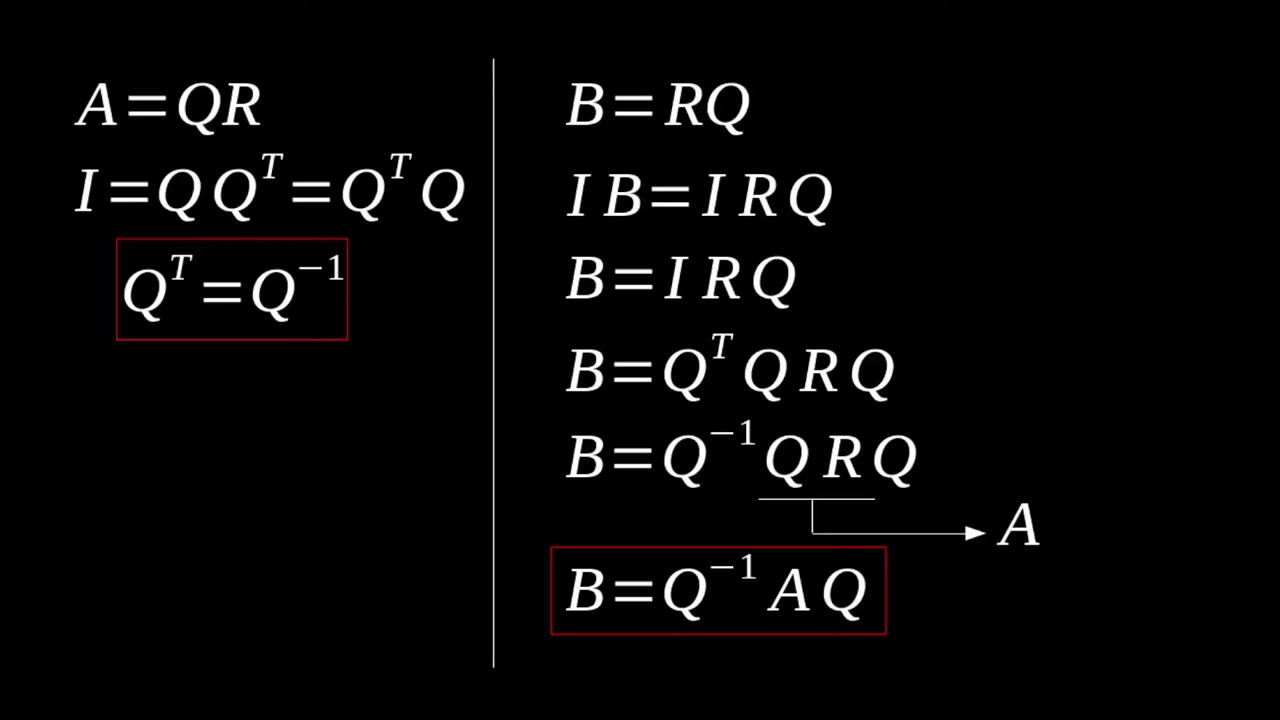 A=QR
I=QQ^T=Q^TQ
Q^T=Q^−1
B=RQ
IB=IRQ
B=IRQ
B=Q^TQRQ
B=Q^−1QRQ
A
B=Q^−1AQ